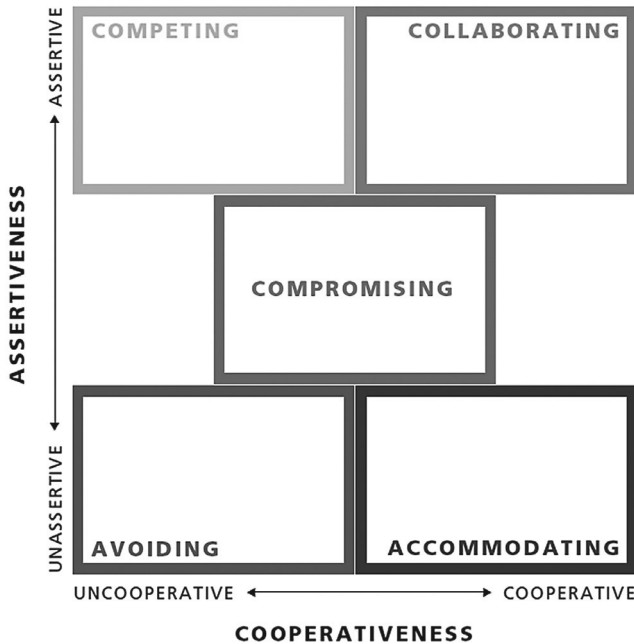 COMPETING
COLLABORATING
ASSERTIVE
ASSERTIVENESS
COMPROMISING
UNASSERTIVE
AVOIDING
ACCOMMODATING
UNCOOPERATIVE
COOPERATIVE
COOPERATIVENESS